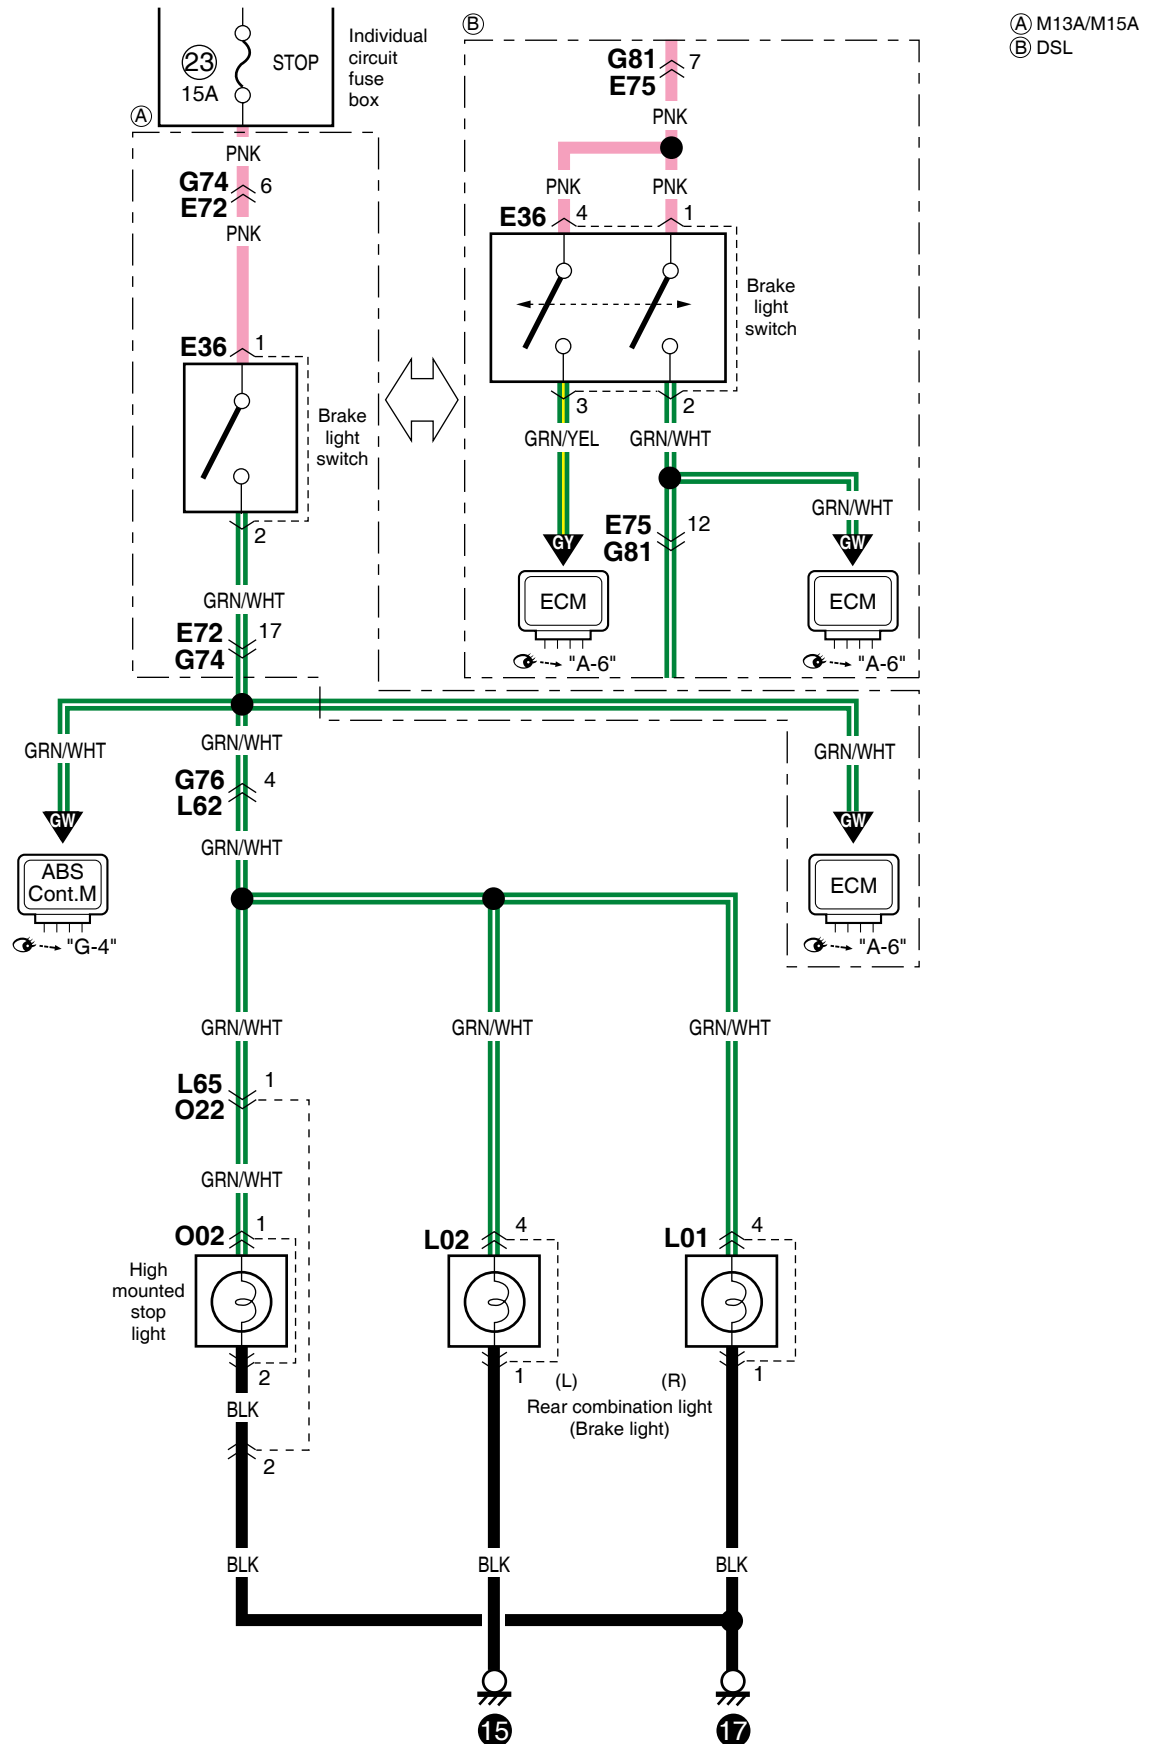 Ⓐ M13A/M15A
Ⓑ DSL
23
15A
STOP
Individual
circuit
fuse
box
Ⓐ
PNK
G74
E72
6
PNK
E36
1
Brake
light
switch
2
GRN/WHT
E72
G74
17
Ⓑ
G81
E75
7
PNK
PNK
PNK
E36
4
1
Brake
light
switch
3
2
GRN/YEL
GRN/WHT
GRN/WHT
E75
G81
12
GY
GW
ECM
ECM
"A-6"
"A-6"
GRN/WHT
GRN/WHT
GRN/WHT
G76
L62
4
GW
GW
GRN/WHT
ABS
Cont.M
ECM
"G-4"
"A-6"
GRN/WHT
GRN/WHT
GRN/WHT
L65
O22
1
GRN/WHT
O02
1
L02
4
L01
4
High
mounted
stop
light
2
1
(L)
(R)
1
Rear combination light
(Brake light)
BLK
2
BLK
BLK
BLK
15
17